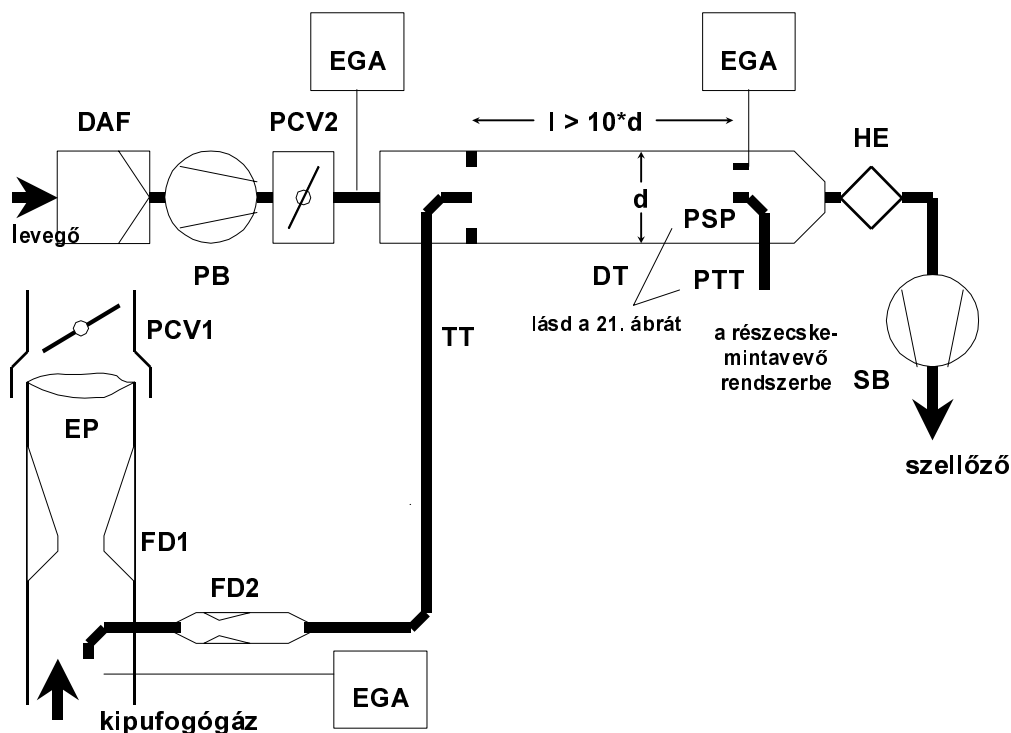 EGA
EGA
DAF
PCV2
l > 10*d
HE
d
levegő
PSP
PB
DT
PTT
PCV1
TT
lásd a 21. ábrát
a részecske-
mintavevő
rendszerbe
SB
EP
szellőző
FD1
FD2
EGA
kipufogógáz